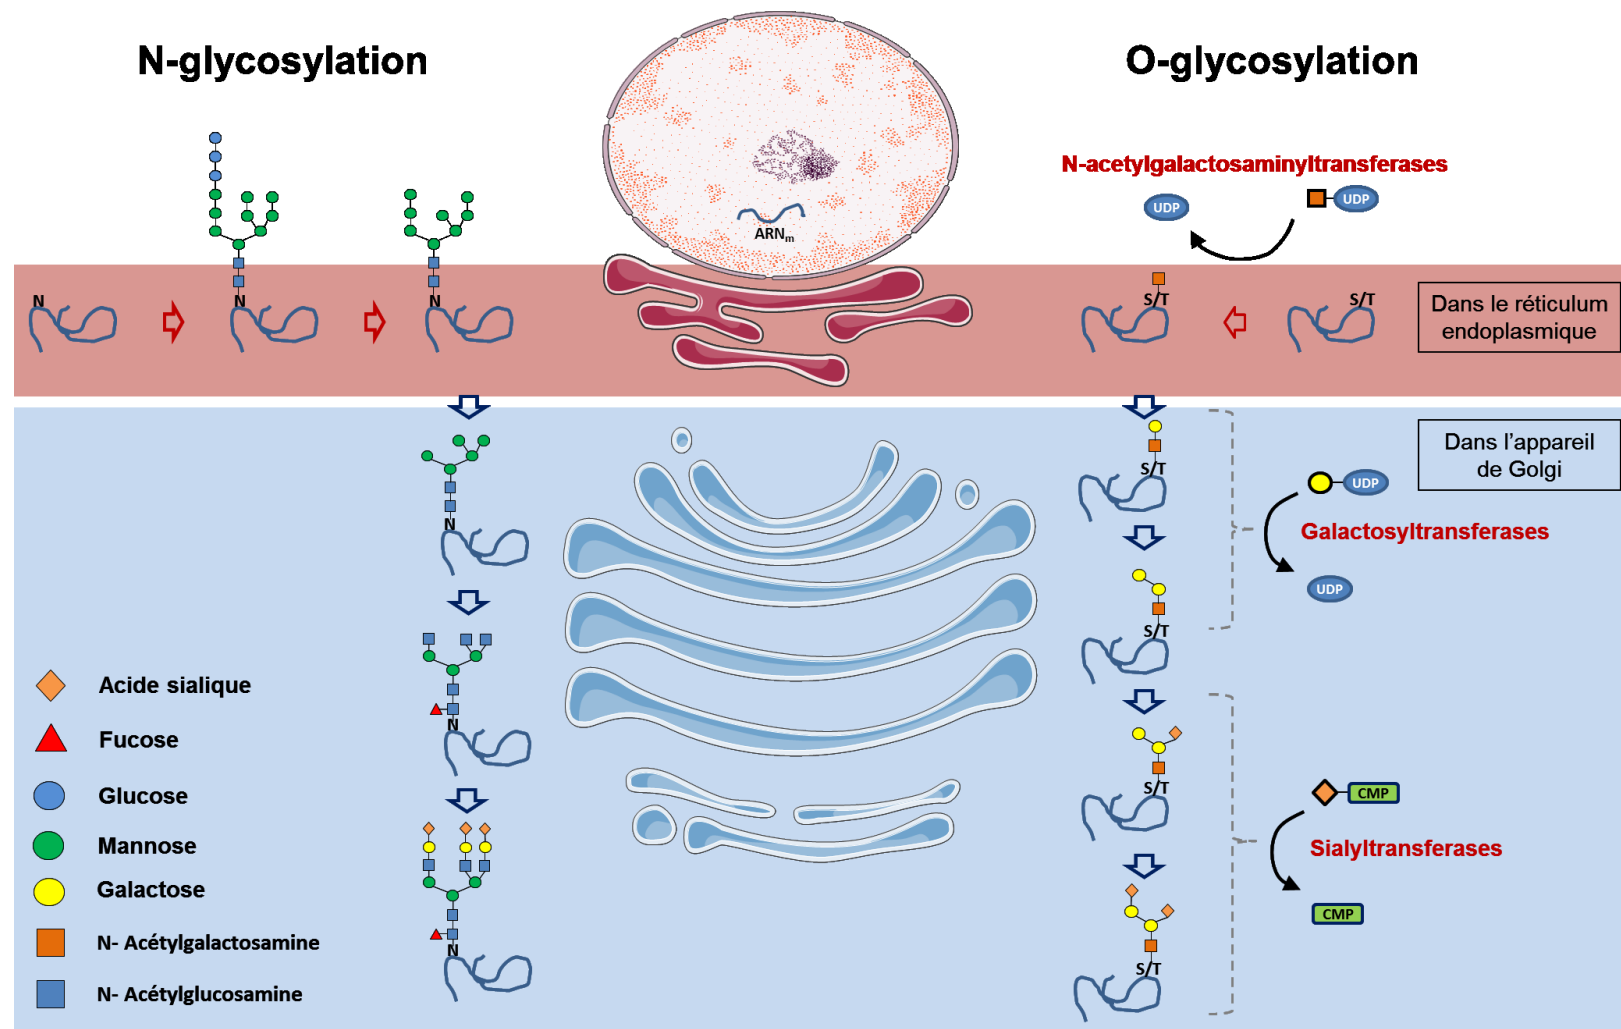 N-glycosylation
O-glycosylation
N-acetylgalactosaminyltransferases
UDP
UDP
ARNm
N
N
N
S/T
S/T
Dans le réticulum
endoplasmique
Dans l'appareil
de Golgi
S/T
UDP
N
Galactosyltransferases
UDP
S/T
Acide sialique
N
Fucose
S/T
Glucose
CMP
Mannose
Sialyltransferases
Galactose
CMP
N- Acétylgalactosamine
N
S/T
N- Acétylglucosamine